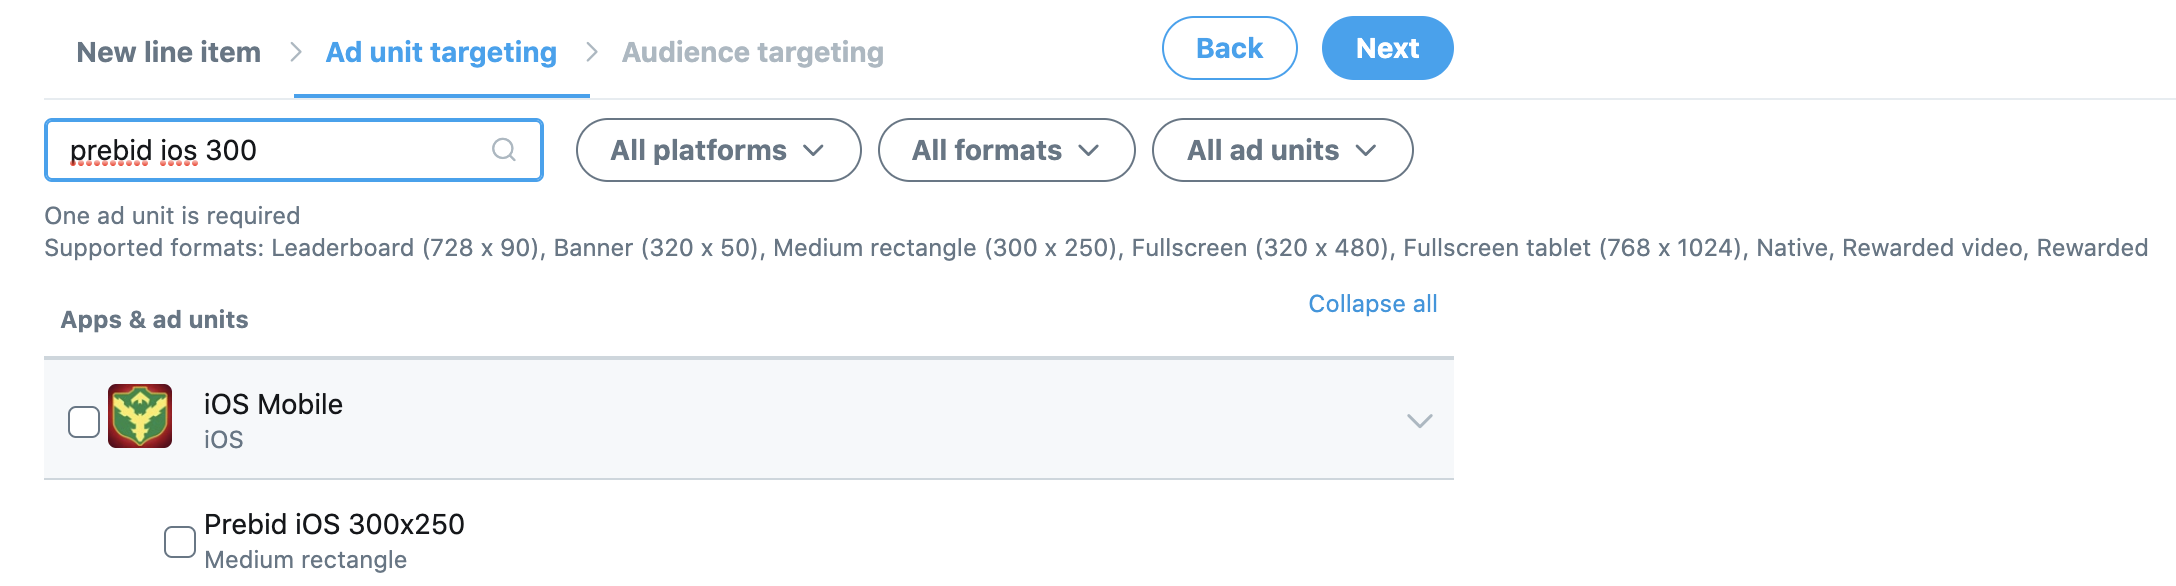 New line item > Ad unit targeting > Audience targeting Back Next
prebid ios 300 All platforms All formats All ad units
One ad unit is required
Supported formats: Leaderboard (728 x 90), Banner (320 x 50), Medium rectangle (300 x 250), Fullscreen (320 x 480), Fullscreen tablet (768 x 1024), Native, Rewarded video, Rewarded
Collapse all
Apps & ad units
iOS Mobile
iOS
Prebid iOS 300x250
Medium rectangle